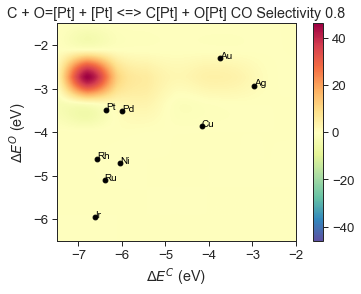 C + O=[Pt] + [Pt] <=> C[Pt] + O[Pt] CO Selectivity 0.8
−2
−3
−4
−5
−6
ΔE^O (eV)
Au
Ag
Pt
Pd
Cu
Rh
Ni
Ru
Ir
−7
−6
−5
−4
−3
−2
ΔE^C (eV)
40
20
0
−20
−40